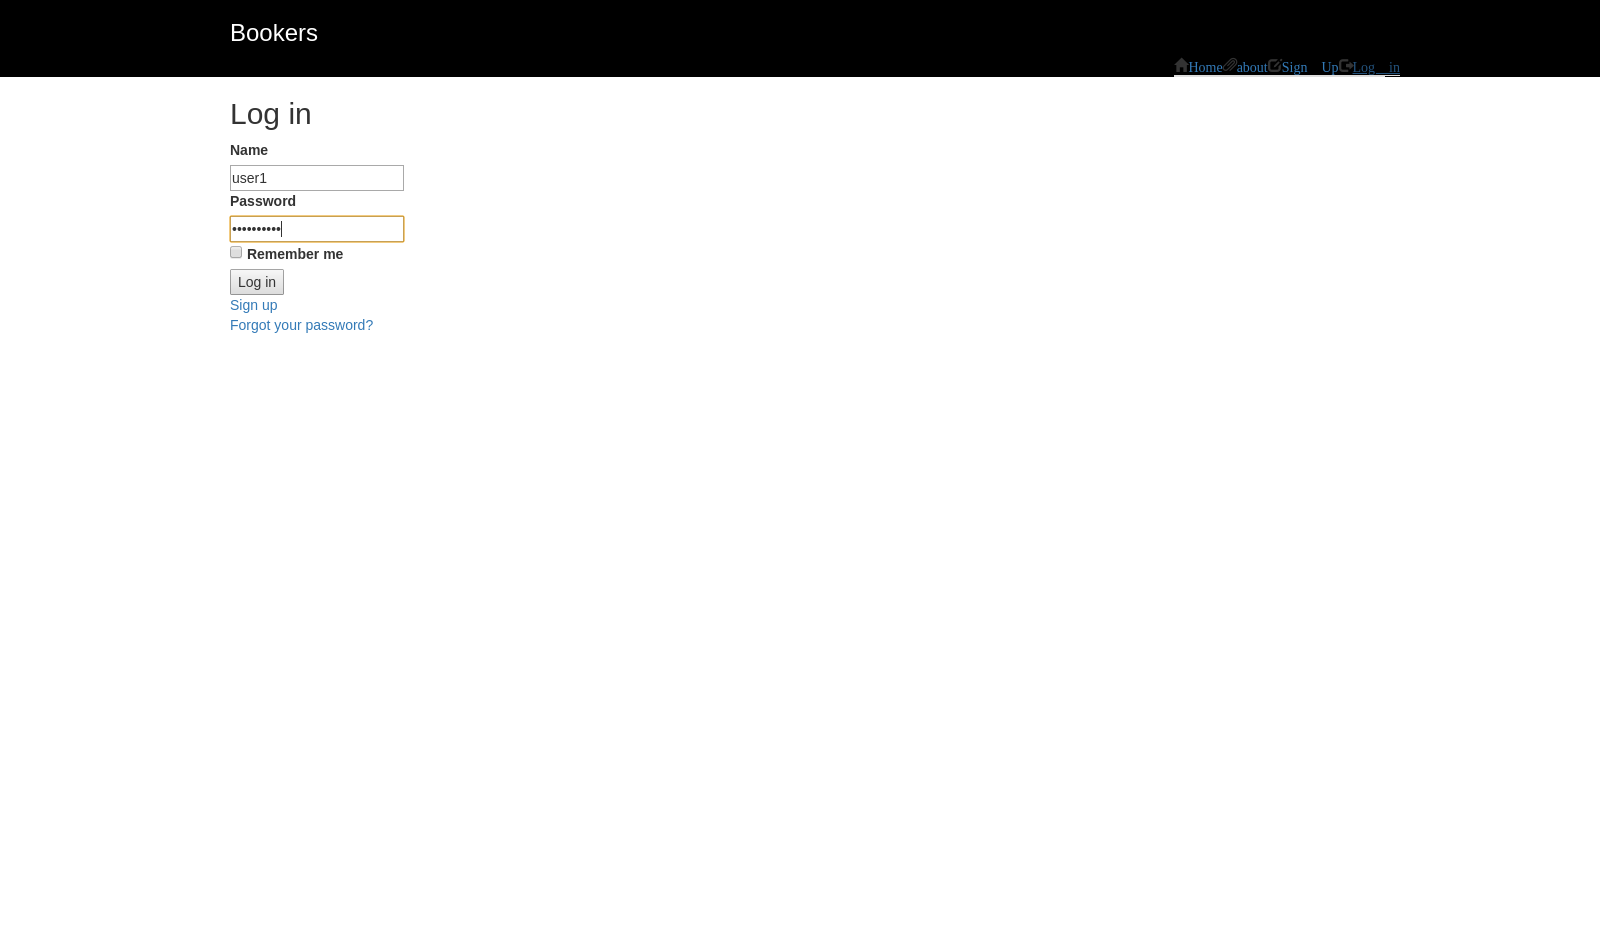 Bookers
Home about Sign Up Log in
Log in
Name
user1
Password
••••••••••
Remember me
Log in
Sign up
Forgot your password?